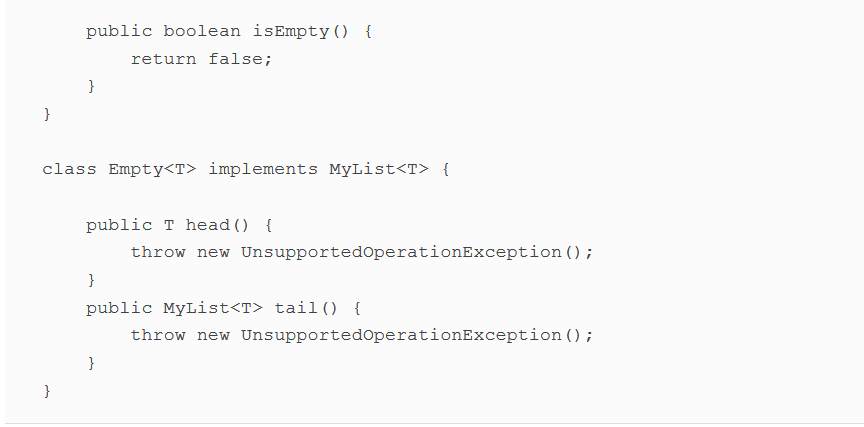 public boolean isEmpty() {
return false;
}
}
class Empty<T> implements MyList<T> {
public T head() {
throw new UnsupportedOperationException();
}
public MyList<T> tail() {
throw new UnsupportedOperationException();
}
}